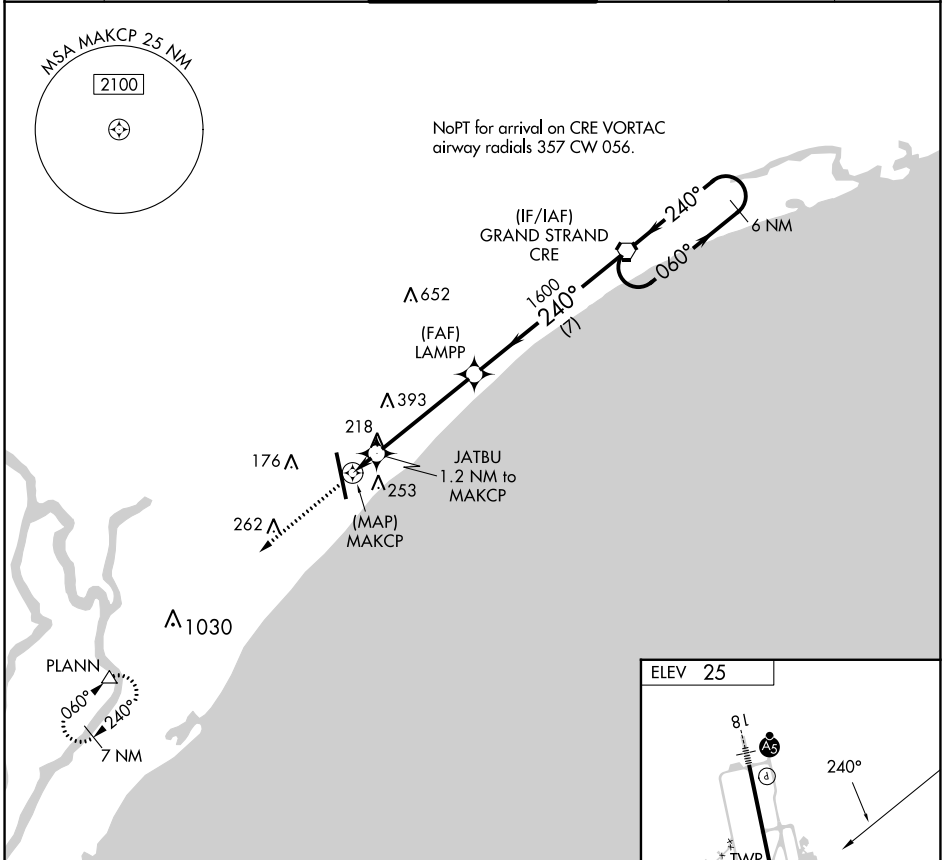 MSA MAKCP 25 NM
2100
NoPT for arrival on CRE VORTAC
airway radials 357 CW 056.
240°
6 NM
(IF/IAF)
GRAND STRAND
CRE
060°
1600
240°
(7)
652
(FAF)
LAMPP
393
218
JATBU
1.2 NM to
MAKCP
176
253
262
(MAP)
MAKCP
1030
PLANN
060°
240°
7 NM
ELEV 25
18
A5
P
240°
TWR